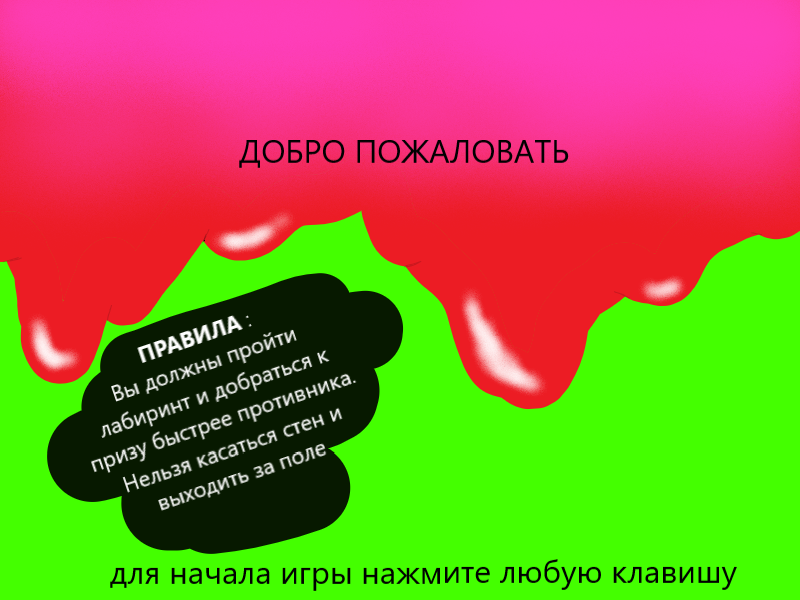 ДОБРО ПОЖАЛОВАТЬ
ПРАВИЛА :
Вы должны пройти
лабиринт и добраться к
призу быстрее противника.
Нельзя касаться стен и
выходить за поле
для начала игры нажмите любую клавишу